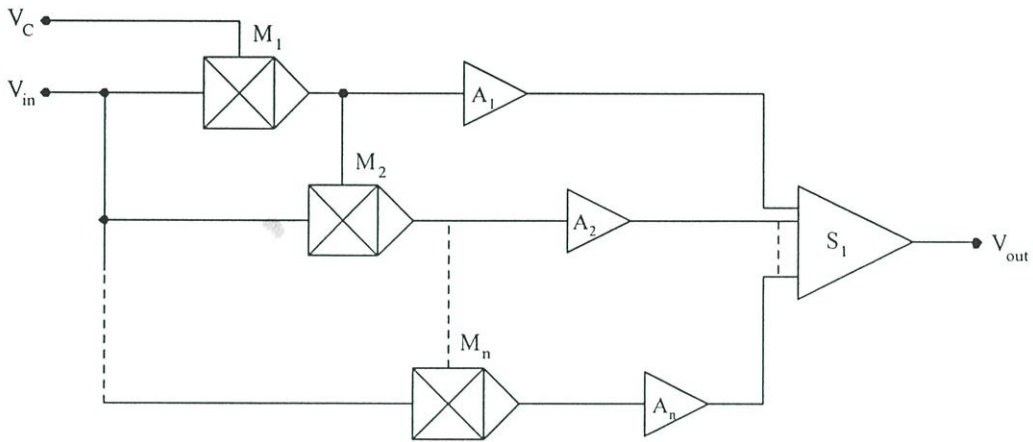 V_C
M_1
V_in
A_1
M_2
A_2
S_1
V_out
M_n
A_n